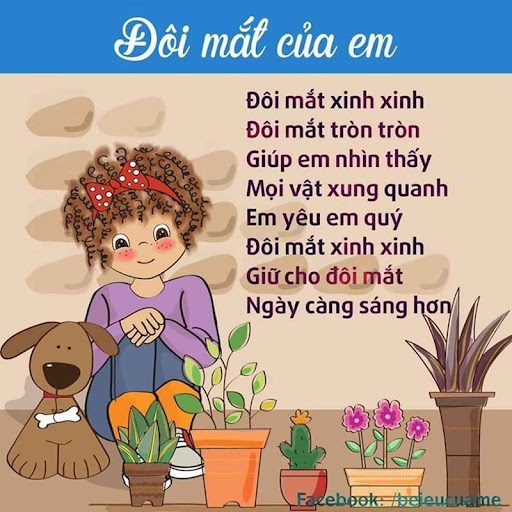 Đôi mắt của em
Đôi mắt xinh xinh
Đôi mắt tròn tròn
Giúp em nhìn thấy
Mọi vật xung quanh
Em yêu em quý
Đôi mắt xinh xinh
Giữ cho đôi mắt
Ngày càng sáng hơn
Facebook: /beieucuame